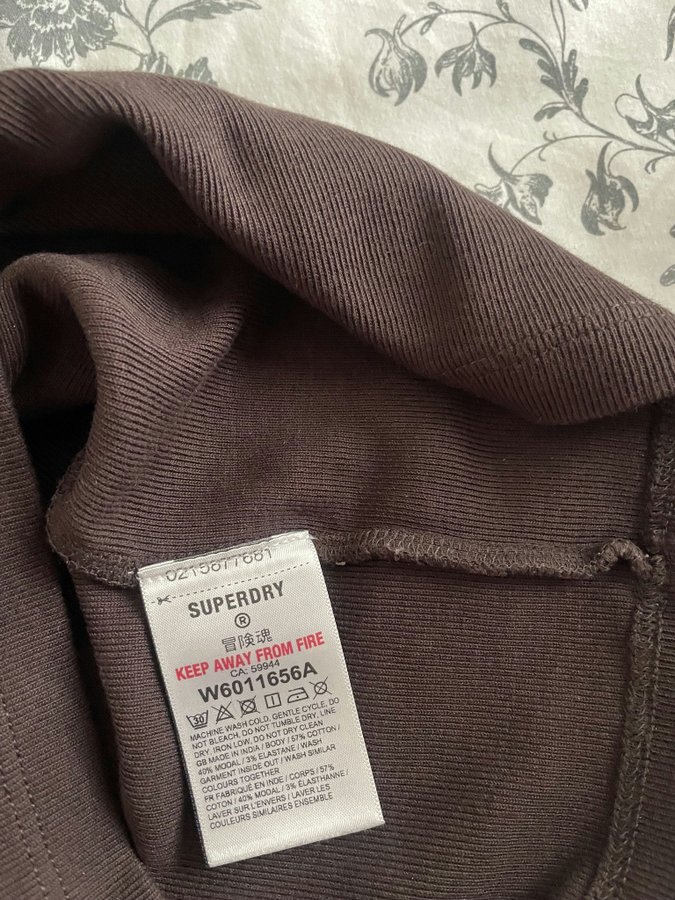 0215877681
SUPERDRY
®
冒険魂
KEEP AWAY FROM FIRE
CA: 59944
W6011656A
30
MACHINE WASH COLD, GENTLE CYCLE, DO
NOT BLEACH, DO NOT TUMBLE DRY, LINE
DRY, IRON LOW, DO NOT DRY CLEAN
GB MADE IN INDIA / BODY / 57% COTTON /
40% MODAL / 3% ELASTANE / WASH
GARMENT INSIDE OUT / WASH SIMILAR
COLOURS TOGETHER
FR FABRIQUÉ EN INDE / CORPS / 57%
COTON / 40% MODAL / 3% ÉLASTHANNE /
LAVER SUR L'ENVERS / LAVER LES
COULEURS SIMILAIRES ENSEMBLE